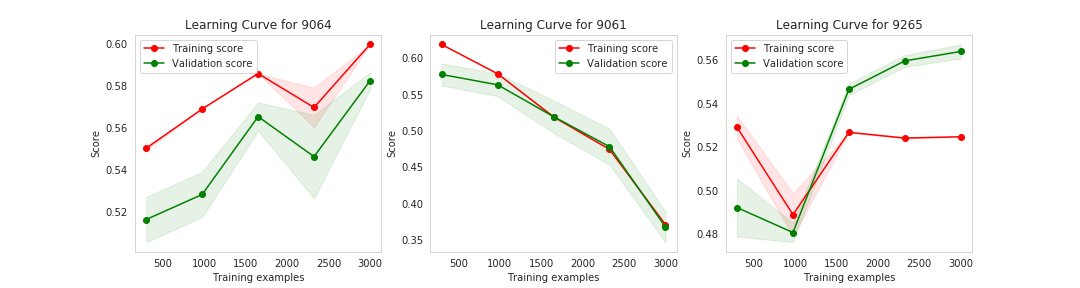 Learning Curve for 9064
Training score
Validation score
0.60
0.58
0.56
0.54
0.52
Score
500
1000
1500
2000
2500
3000
Training examples
Learning Curve for 9061
Training score
Validation score
0.60
0.55
0.50
0.45
0.40
0.35
Score
500
1000
1500
2000
2500
3000
Training examples
Learning Curve for 9265
Training score
Validation score
0.56
0.54
0.52
0.50
0.48
Score
500
1000
1500
2000
2500
3000
Training examples